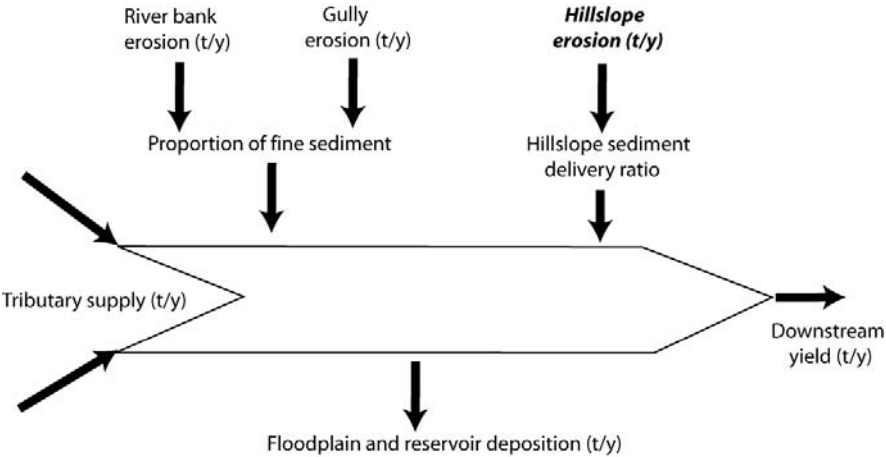 River bank
erosion (t/y)
Gully
erosion (t/y)
Hillslope
erosion (t/y)
Proportion of fine sediment
Hillslope sediment
delivery ratio
Tributary supply (t/y)
Downstream
yield (t/y)
Floodplain and reservoir deposition (t/y)